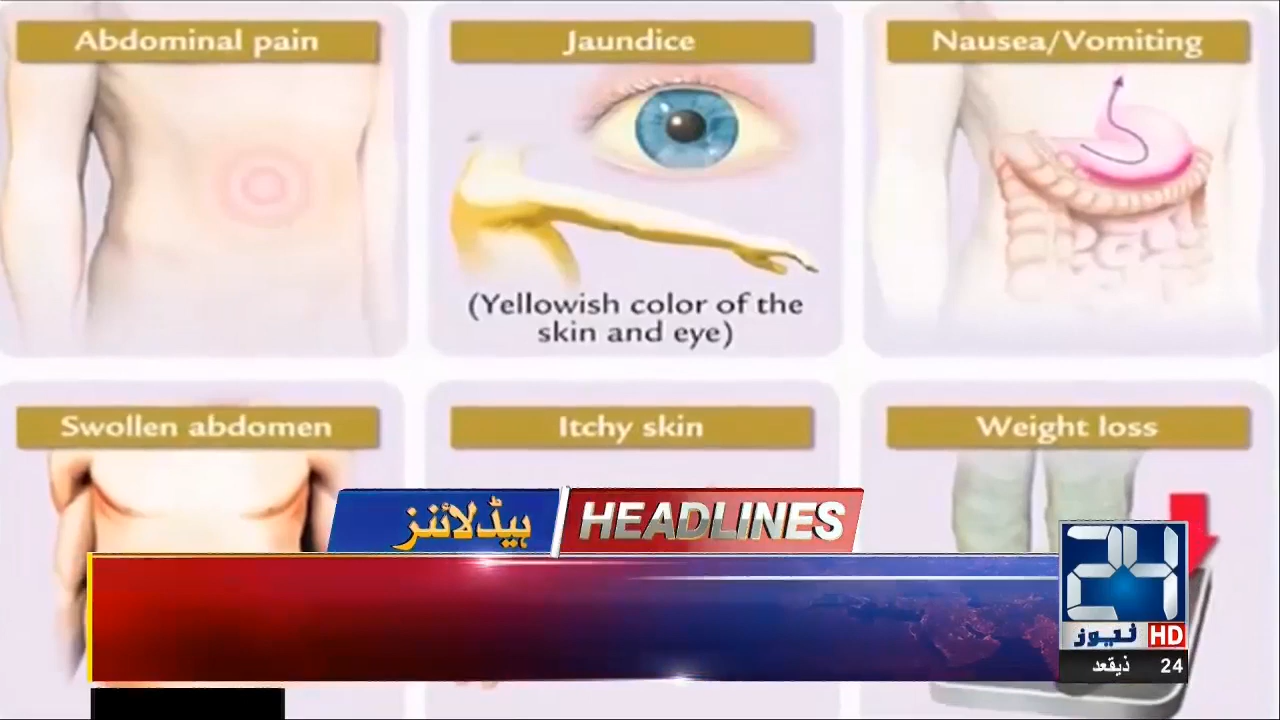 Abdominal pain
Jaundice
Nausea/Vomiting
(Yellowish color of the
skin and eye)
Swollen abdomen
Itchy skin
Weight loss
ہیڈلائنز
HEADLINES
24
نیوز HD
24 ذیقعد